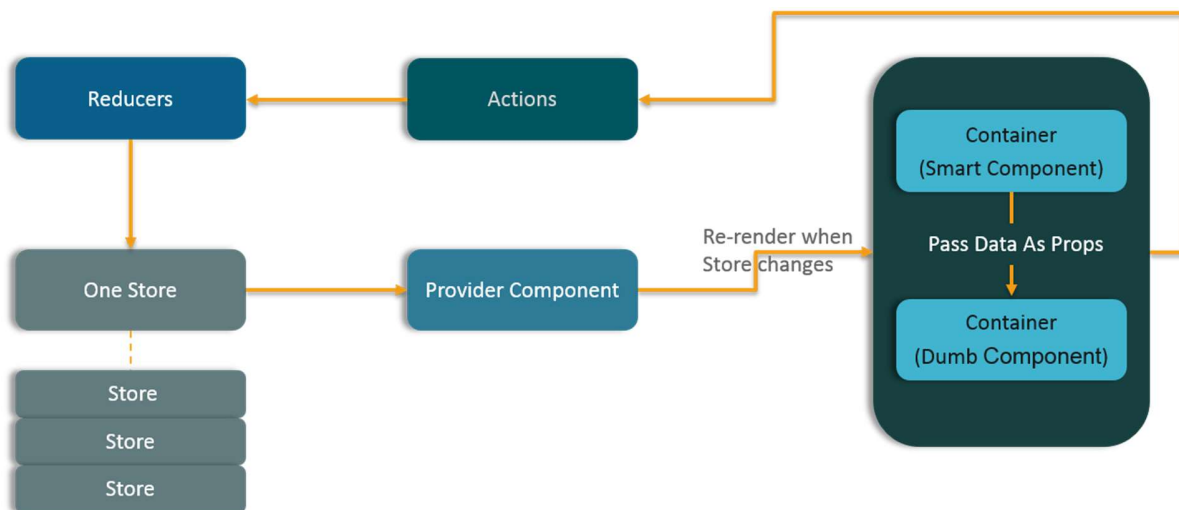 Reducers
Actions
Container
(Smart Component)
Pass Data As Props
Container
(Dumb Component)
Re-render when
Store changes
One Store
Provider Component
Store
Store
Store